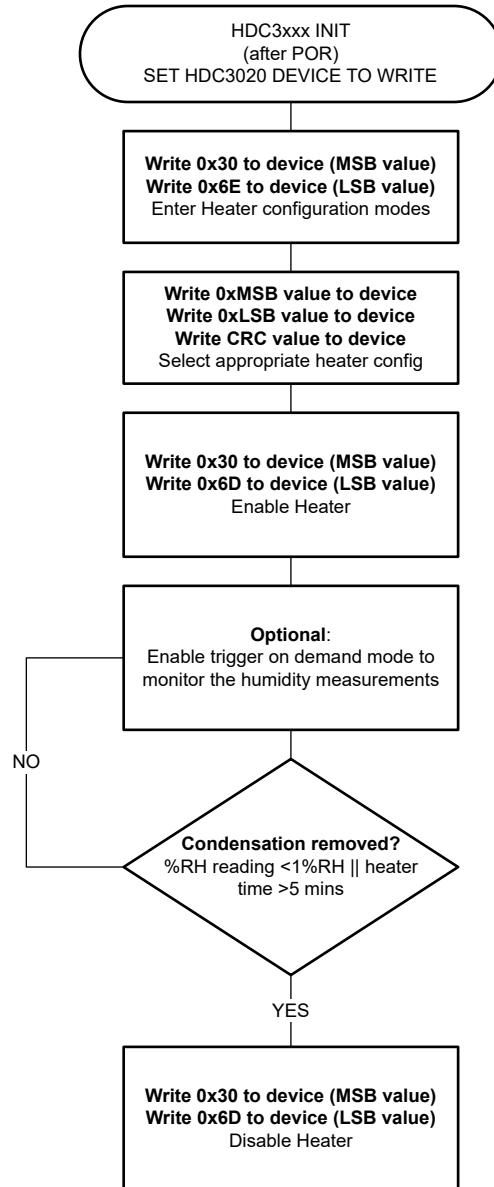 HDC3xxx INIT
(after POR)
SET HDC3020 DEVICE TO WRITE
Write 0x30 to device (MSB value)
Write 0x6E to device (LSB value)
Enter Heater configuration modes
Write 0xMSB value to device
Write 0xLSB value to device
Write CRC value to device
Select appropriate heater config
Write 0x30 to device (MSB value)
Write 0x6D to device (LSB value)
Enable Heater
Optional:
Enable trigger on demand mode to
monitor the humidity measurements
NO
Condensation removed?
%RH reading <1%RH || heater
time >5 mins
YES
Write 0x30 to device (MSB value)
Write 0x6D to device (LSB value)
Disable Heater